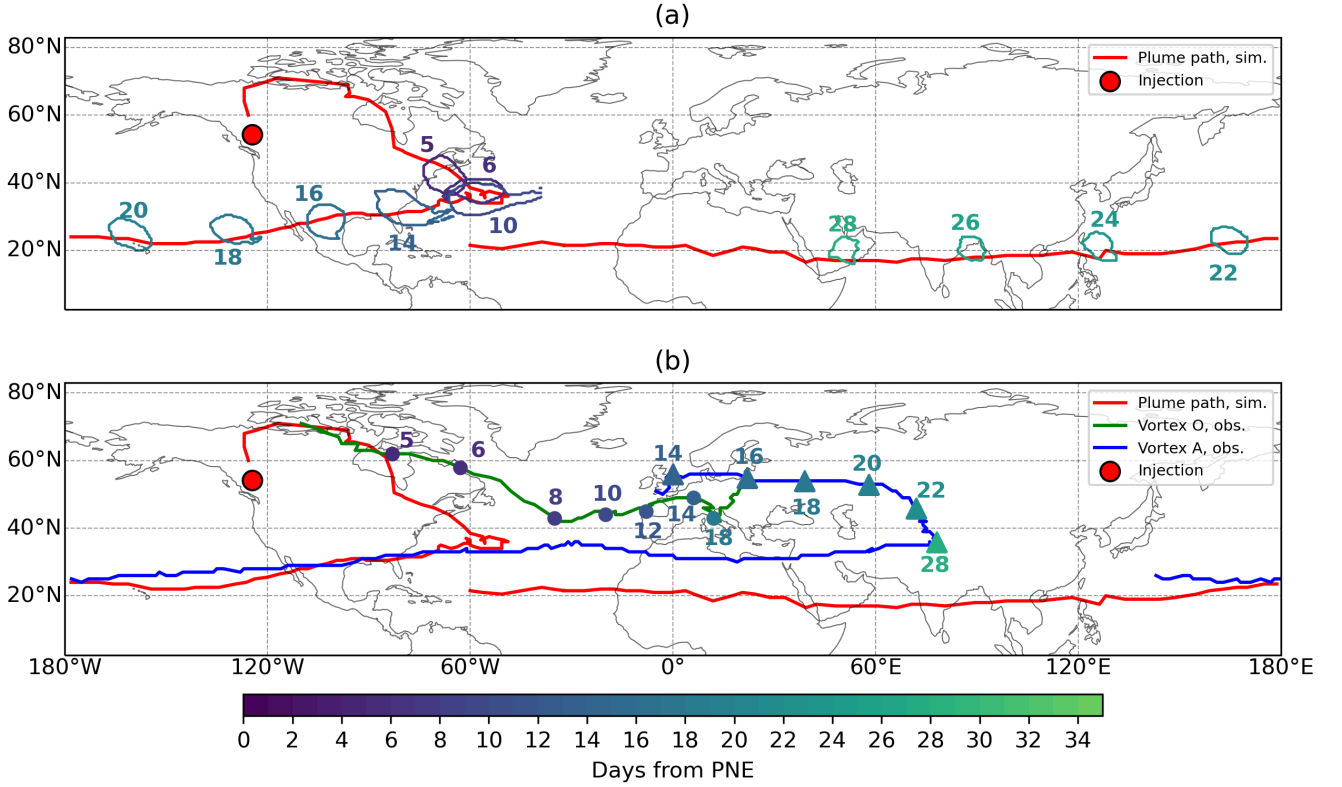 (a)
80°N
60°N
40°N
20°N
Plume path, sim.
Injection
5
6
10
14
16
18
20
28
26
24
22
(b)
80°N
60°N
40°N
20°N
Plume path, sim.
Vortex O, obs.
Vortex A, obs.
Injection
5
6
8
10
12
14
18
14
16
18
20
22
28
180°W 120°W 60°W 0° 60°E 120°E 180°E
0 2 4 6 8 10 12 14 16 18 20 22 24 26 28 30 32 34
Days from PNE